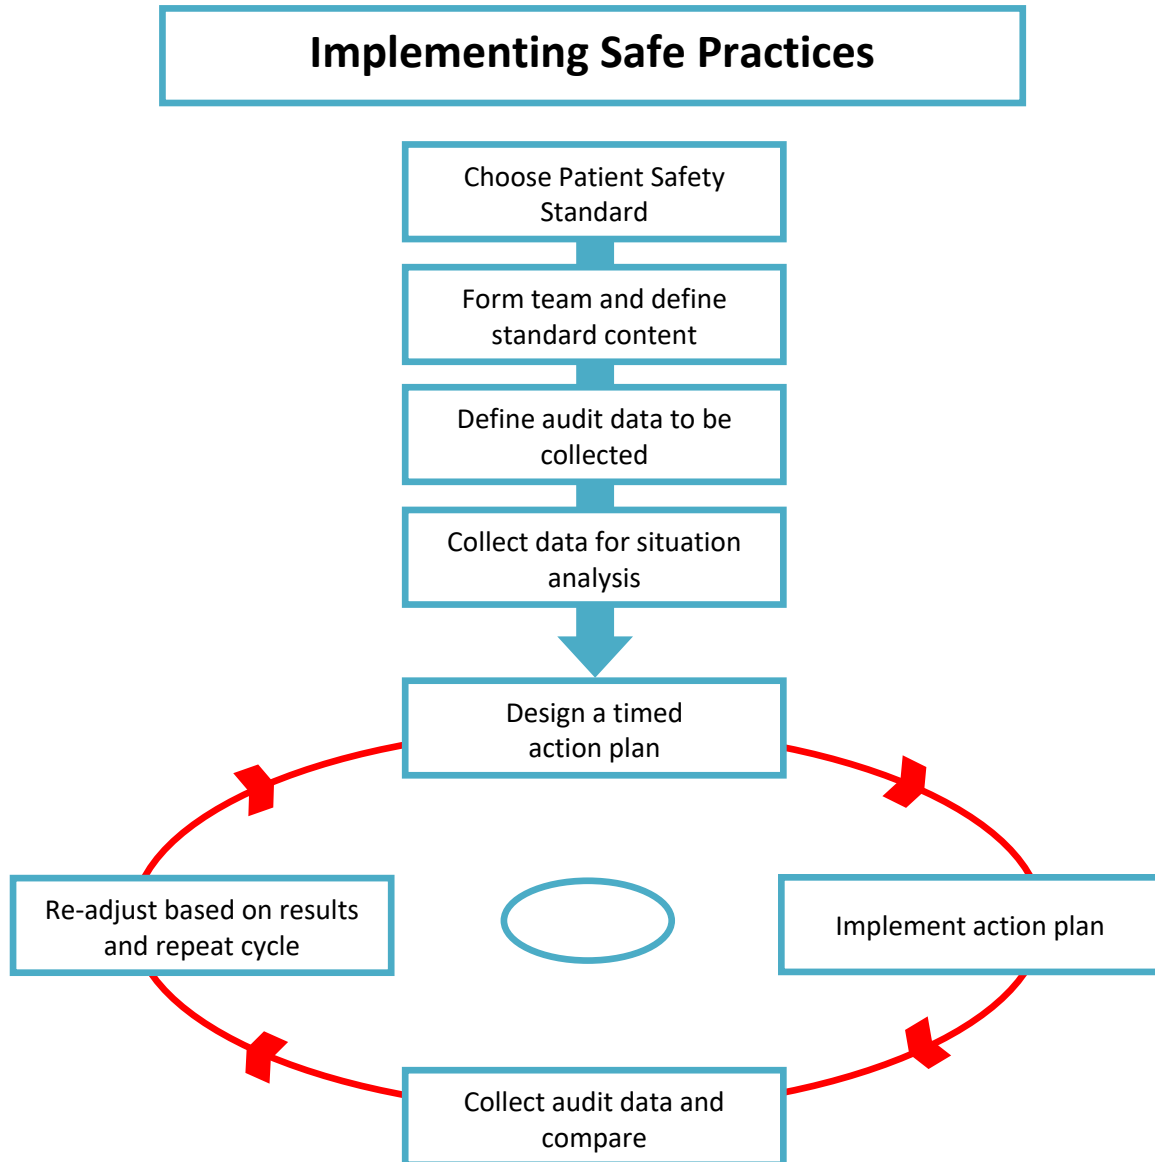 Implementing Safe Practices
Choose Patient Safety
Standard
Form team and define
standard content
Define audit data to be
collected
Collect data for situation
analysis
Design a timed
action plan
Implement action plan
Collect audit data and
compare
Re-adjust based on results
and repeat cycle